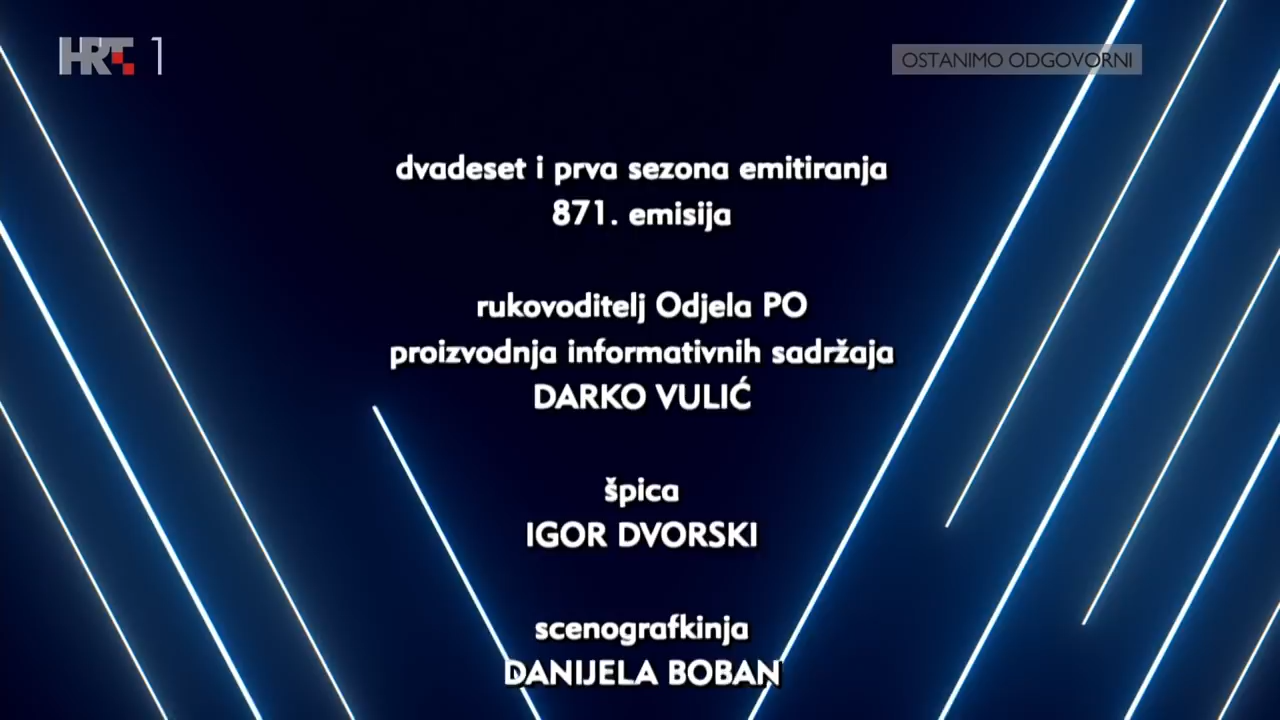 HRT 1
OSTANIMO ODGOVORNI
dvadeset i prva sezona emitiranja
871. emisija
rukovoditelj Odjela PO
proizvodnja informativnih sadržaja
DARKO VULIĆ
špica
IGOR DVORSKI
scenografkinja
DANIJELA BOBAN